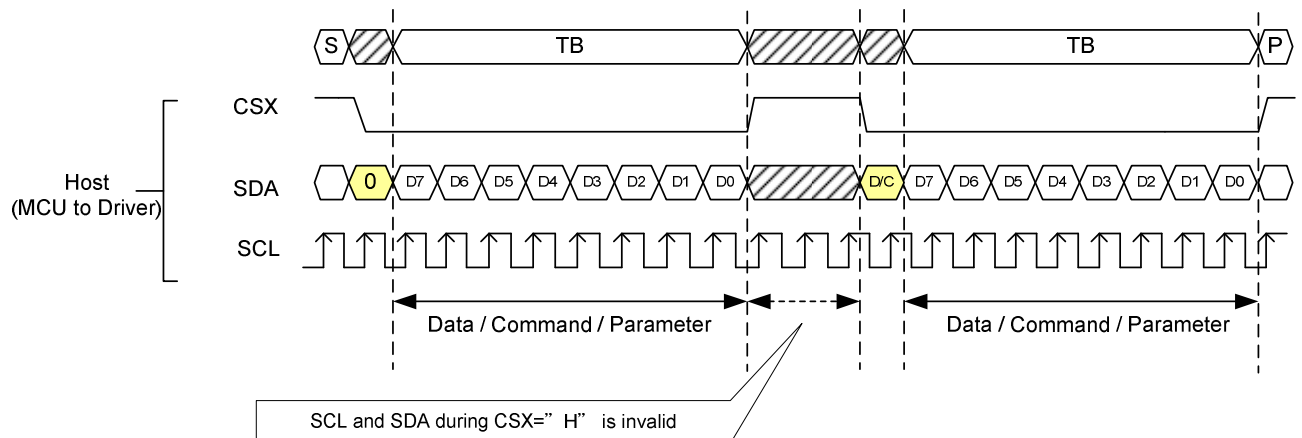 S TB TB P
CSX
Host
(MCU to Driver)
SDA 0 D7 D6 D5 D4 D3 D2 D1 D0 D/C D7 D6 D5 D4 D3 D2 D1 D0
SCL
Data / Command / Parameter Data / Command / Parameter
SCL and SDA during CSX=” H” is invalid